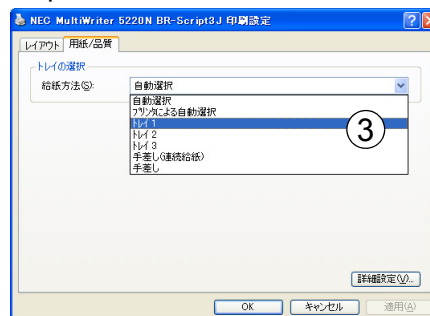 NEC MultiWriter 5220N BR-Script3J 印刷設定
レイアウト 用紙/品質
トレイの選択
給紙方法(S): 自動選択
自動選択
プリンタによる自動選択
トレイ 1
トレイ 2
トレイ 3
手差し(連続給紙)
手差し
3
詳細設定(V)...
OK キャンセル 適用(A)